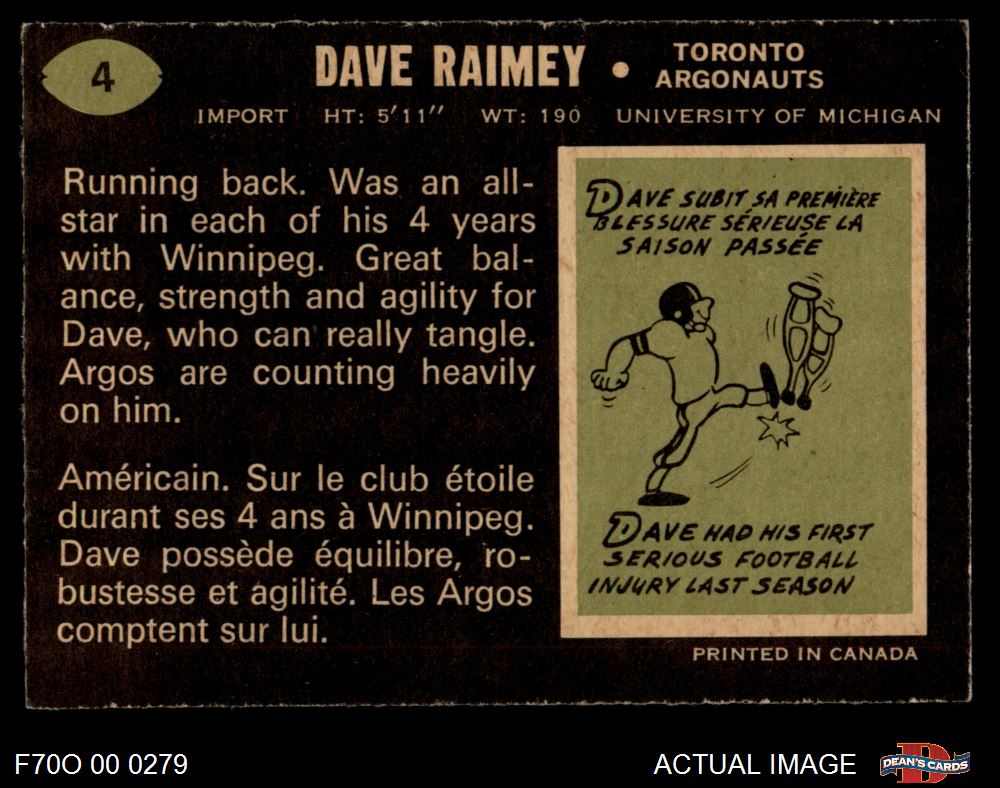 4
DAVE RAIMEY • TORONTO ARGONAUTS
IMPORT HT: 5'11'' WT: 190 UNIVERSITY OF MICHIGAN
Running back. Was an all-
star in each of his 4 years
with Winnipeg. Great bal-
ance, strength and agility for
Dave, who can really tangle.
Argos are counting heavily
on him.
Américain. Sur le club étoile
durant ses 4 ans à Winnipeg.
Dave possède équilibre, ro-
bustesse et agilité. Les Argos
comptent sur lui.
DAVE SUBIT SA PREMIÈRE
BLESSURE SÉRIEUSE LA
SAISON PASSÉE
DAVE HAD HIS FIRST
SERIOUS FOOTBALL
INJURY LAST SEASON
PRINTED IN CANADA
F70O 00 0279
ACTUAL IMAGE
DEAN'S CARDS